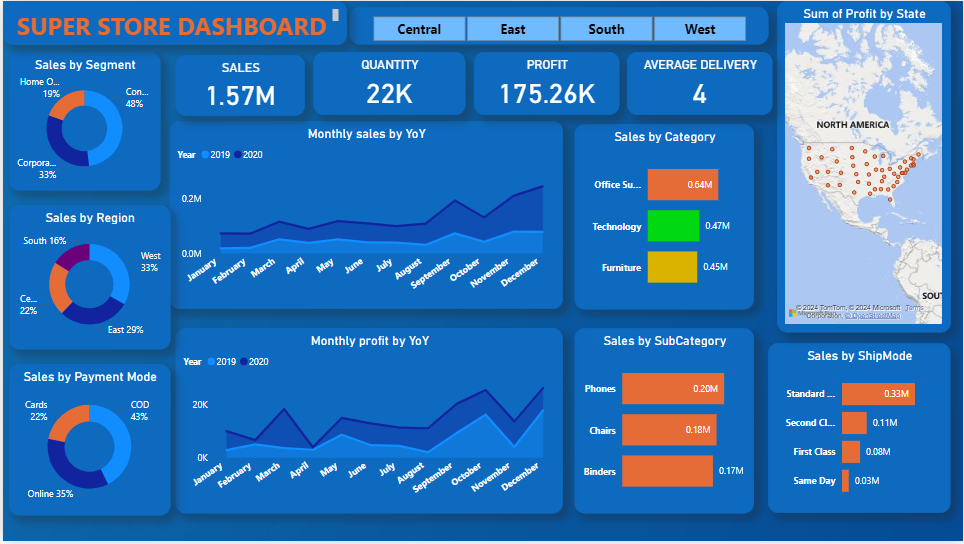 SUPER STORE DASHBOARD
Central East South West
Sum of Profit by State
Sales by Segment
Home O...
19%
Con...
48%
Corpora...
33%
SALES
1.57M
QUANTITY
22K
PROFIT
175.26K
AVERAGE DELIVERY
4
NORTH AMERICA
SOUT
© 2024 TomTom, © 2024 Microsoft Terms
Corporation, © OpenStreetMap
Monthly sales by YoY
Year 2019 2020
0.2M
0.0M
January February March April May June July August September October November December
Sales by Category
Office Su... 0.64M
Technology 0.47M
Furniture 0.45M
Sales by Region
South 16%
West
33%
Ce...
22%
East 29%
Monthly profit by YoY
Year 2019 2020
20K
0K
January February March April May June July August September October November December
Sales by SubCategory
Phones 0.20M
Chairs 0.18M
Binders 0.17M
Sales by ShipMode
Standard ... 0.33M
Second Cl... 0.11M
First Class 0.08M
Same Day 0.03M
Sales by Payment Mode
Cards
22%
COD
43%
Online 35%